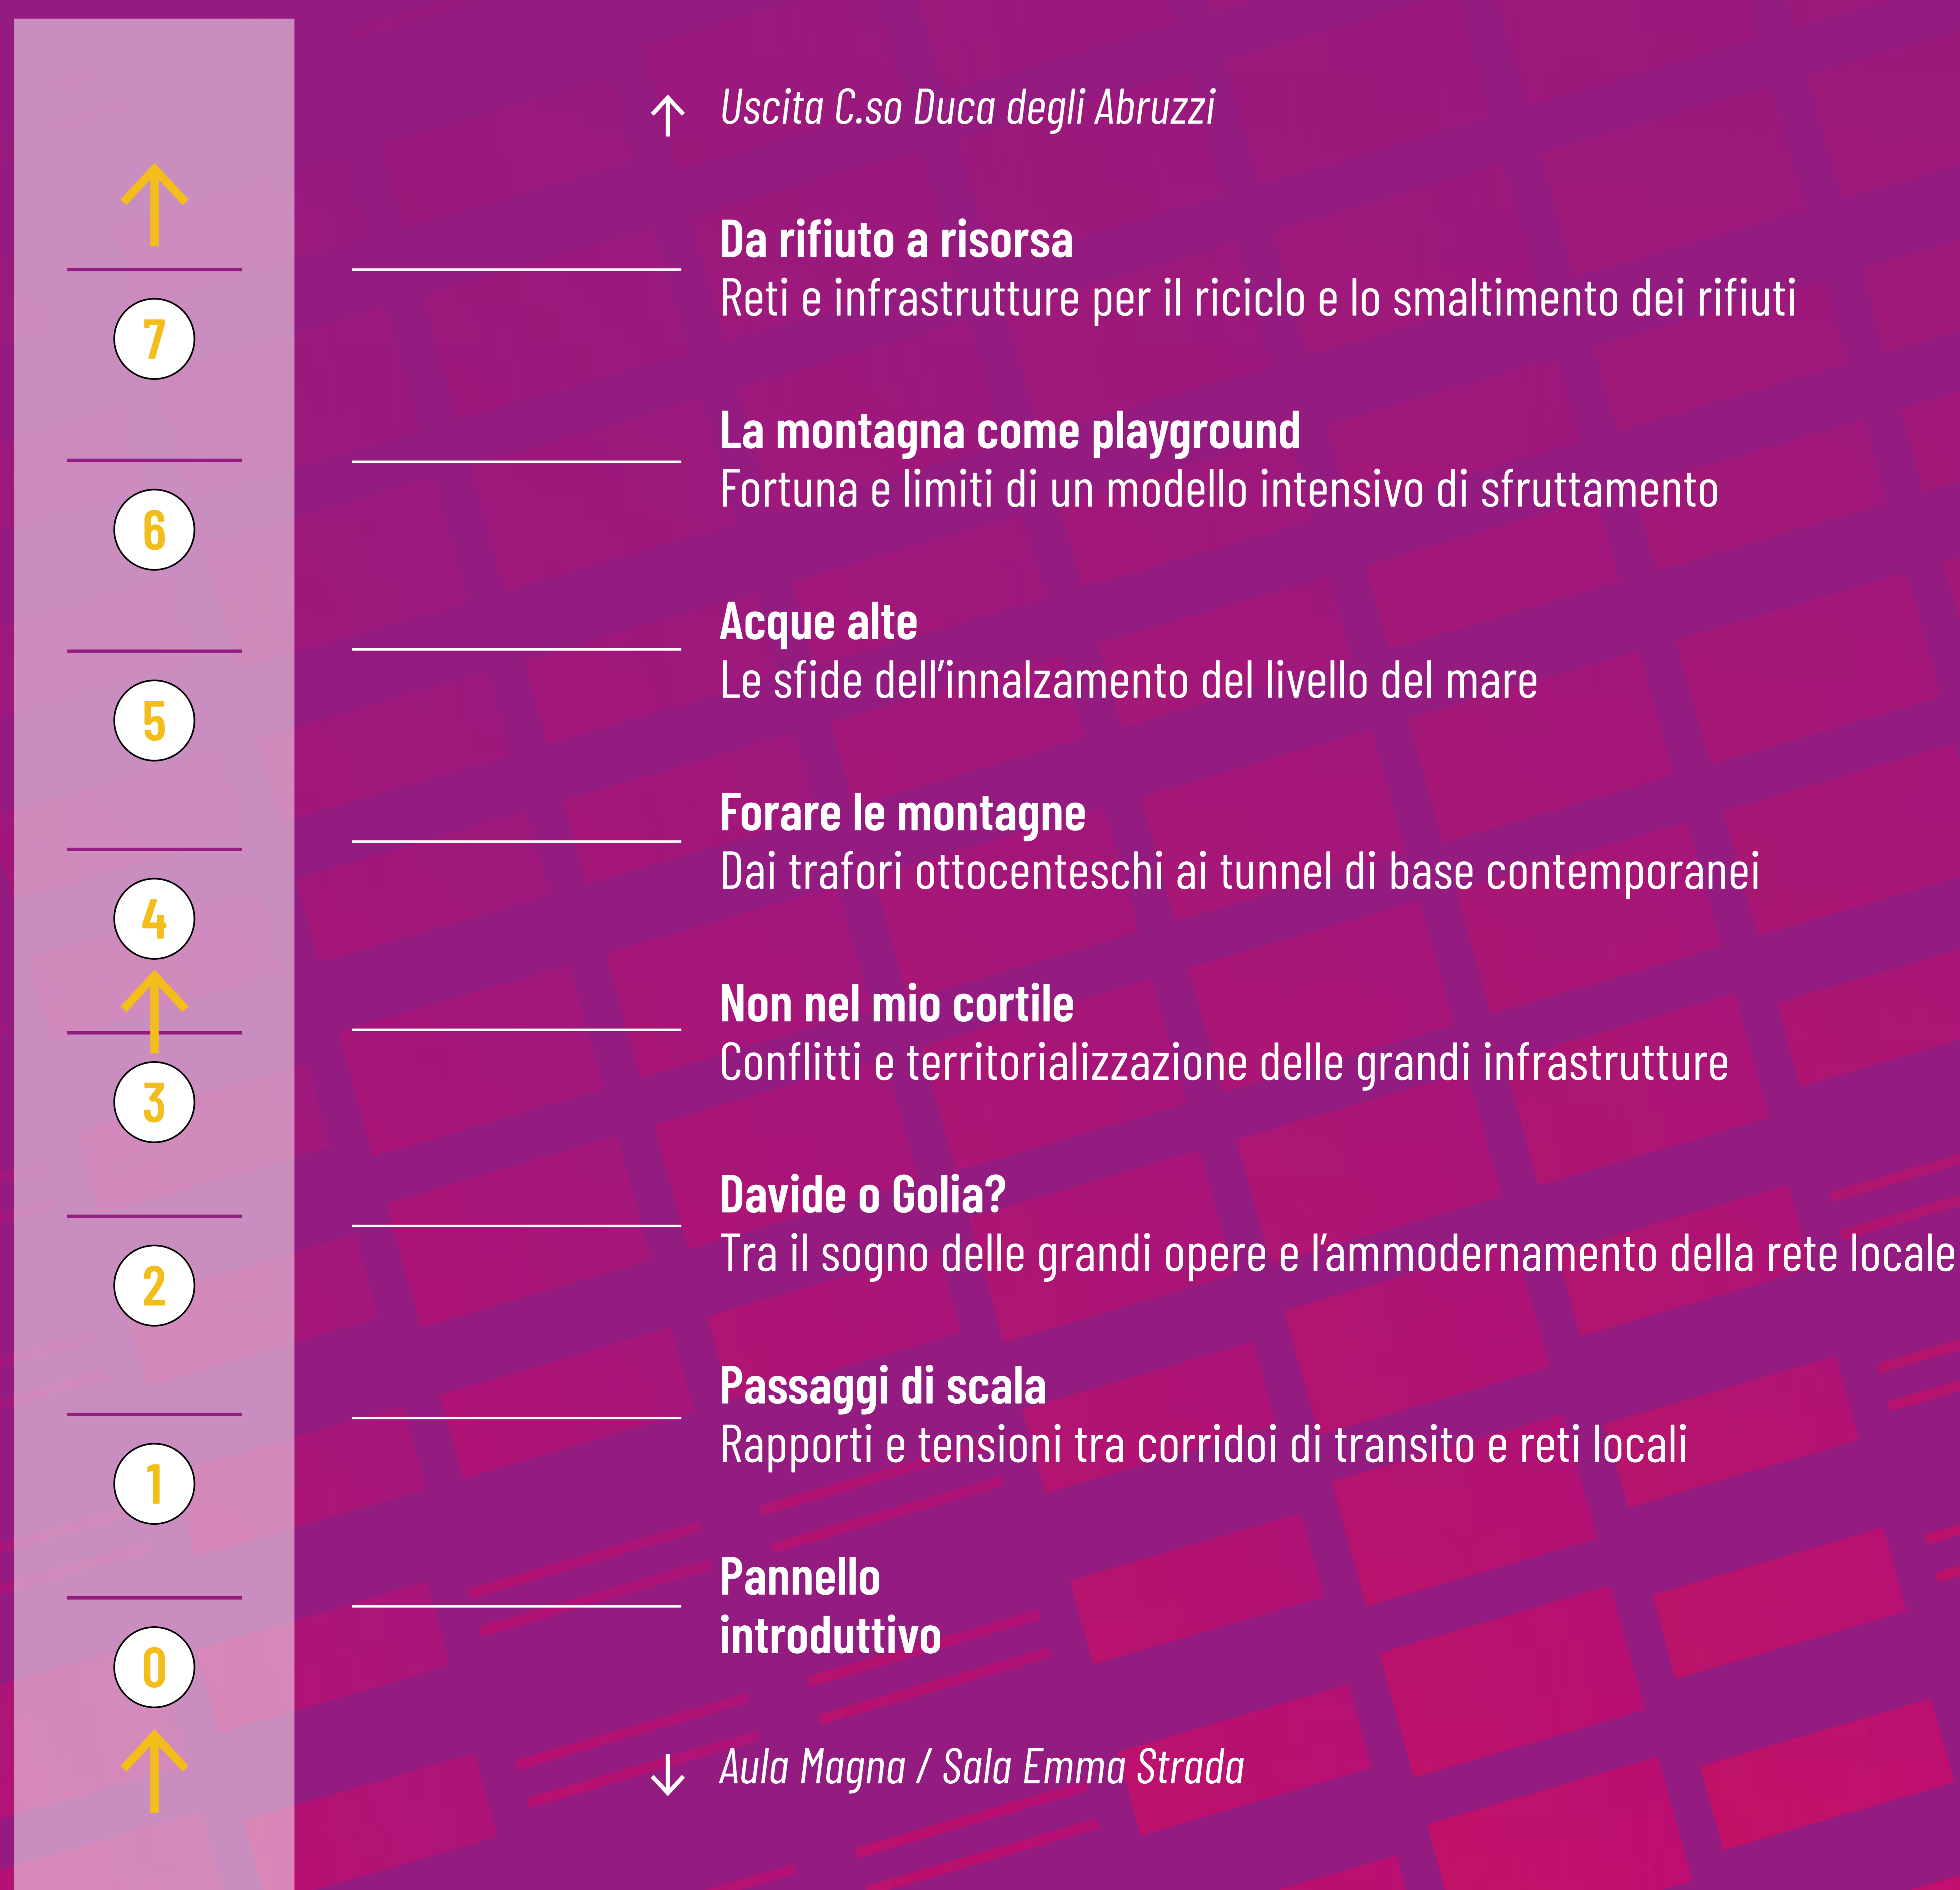 Uscita C.so Duca degli Abruzzi
Da rifiuto a risorsa
Reti e infrastrutture per il riciclo e lo smaltimento dei rifiuti
7
La montagna come playground
Fortuna e limiti di un modello intensivo di sfruttamento
6
Acque alte
Le sfide dell’innalzamento del livello del mare
5
Forare le montagne
Dai trafori ottocenteschi ai tunnel di base contemporanei
4
Non nel mio cortile
Conflitti e territorializzazione delle grandi infrastrutture
3
Davide o Golia?
Tra il sogno delle grandi opere e l’ammodernamento della rete locale
2
Passaggi di scala
Rapporti e tensioni tra corridoi di transito e reti locali
1
Pannello
introduttivo
0
Aula Magna / Sala Emma Strada